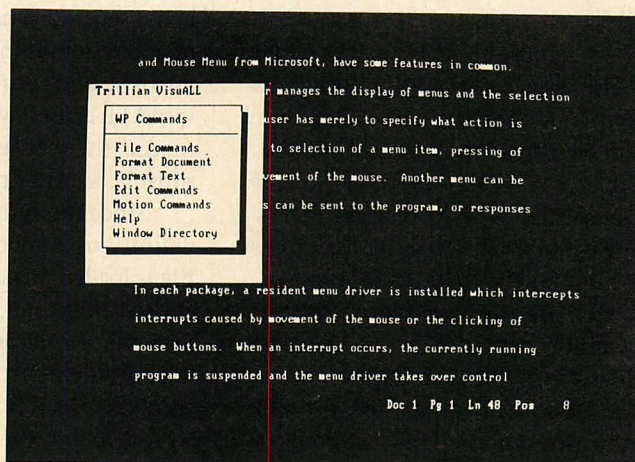 and Mouse Menu from Microsoft, have some features in common.
Trillian VisuALL
r manages the display of menus and the selection
WP Commands
user has merely to specify what action is
File Commands
to selection of a menu item, pressing of
Format Document
Format Text
vement of the mouse. Another menu can be
Edit Commands
Motion Commands
s can be sent to the program, or responses
Help
Window Directory
In each package, a resident menu driver is installed which intercepts
interrupts caused by movement of the mouse or the clicking of
mouse buttons. When an interrupt occurs, the currently running
program is suspended and the menu driver takes over control
Doc 1 Pg 1 Ln 48 Pos 8